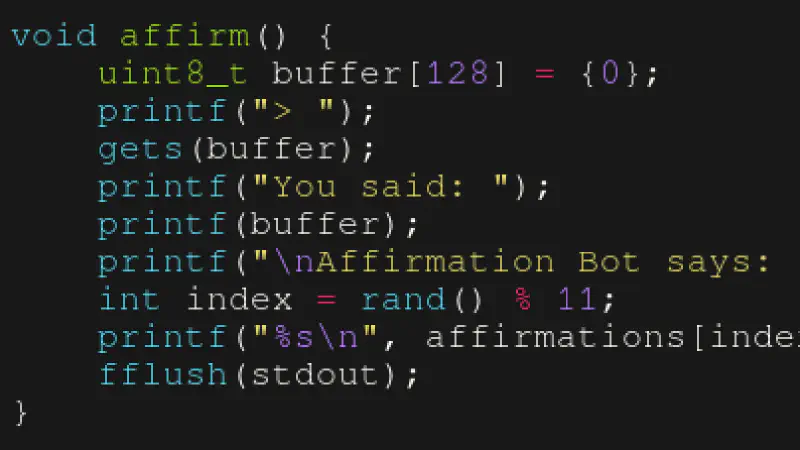 void affirm() {
    uint8_t buffer[128] = {0};
    printf("> ");
    gets(buffer);
    printf("You said: ");
    printf(buffer);
    printf("\nAffirmation Bot says:
    int index = rand() % 11;
    printf("%s\n", affirmations[inde
    fflush(stdout);
}